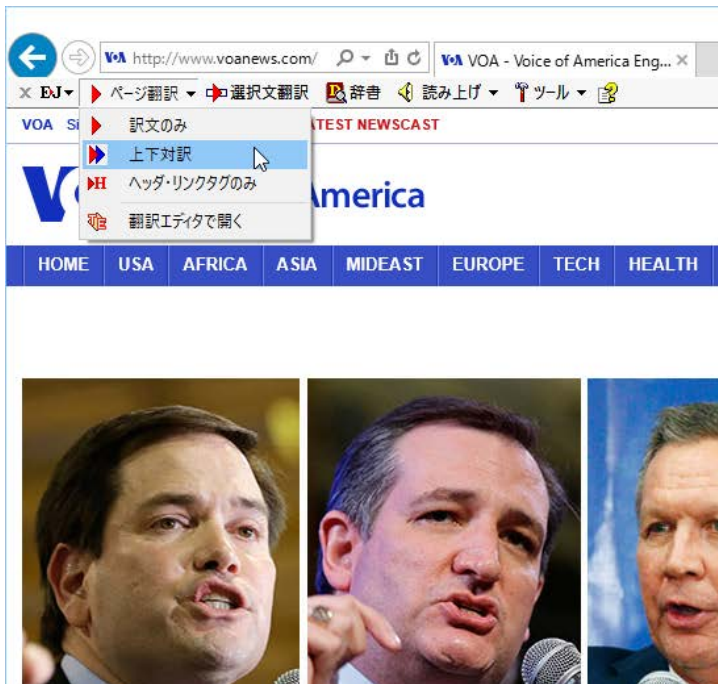 http://www.voanews.com/ VOA - Voice of America Eng...
EJ ページ翻訳 選択文翻訳 辞書 読み上げ ツール
VOA Si
ATEST NEWSCAST
訳文のみ
上下対訳
ヘッダ・リンクタグのみ
翻訳エディタで開く
America
HOME USA AFRICA ASIA MIDEAST EUROPE TECH HEALTH